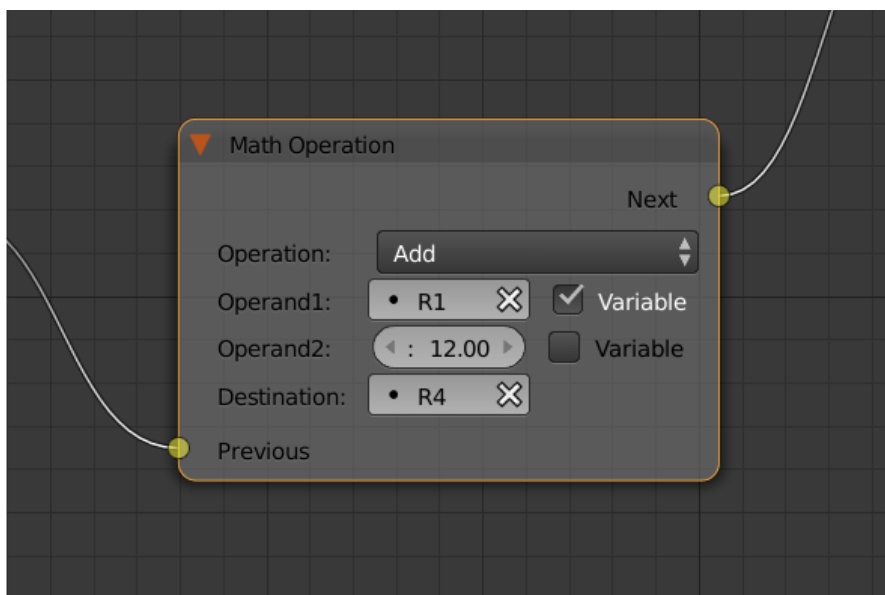 Math Operation
Next
Operation: Add
Operand1: R1 Variable
Operand2: : 12.00 Variable
Destination: R4
Previous